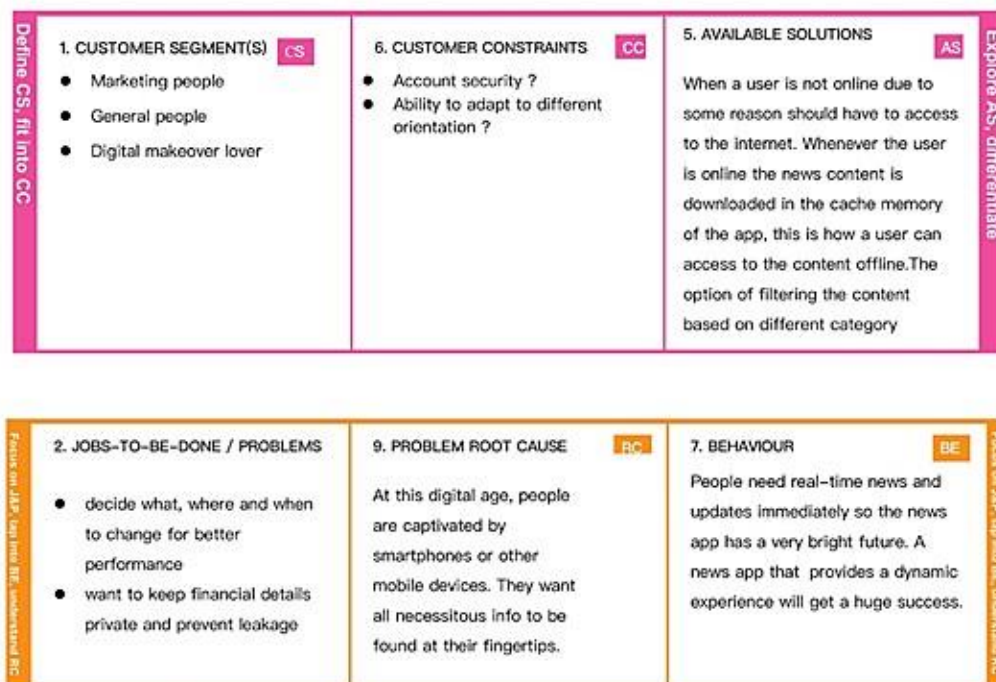 Define CS, fit into CC
1. CUSTOMER SEGMENT(S)
CS
● Marketing people
● General people
● Digital makeover lover
6. CUSTOMER CONSTRAINTS
CC
● Account security ?
● Ability to adapt to different
orientation ?
5. AVAILABLE SOLUTIONS
AS
When a user is not online due to
some reason should have to access
to the internet. Whenever the user
is online the news content is
downloaded in the cache memory
of the app, this is how a user can
access to the content offline.The
option of filtering the content
based on different category
Explore AS, differentiate
Focus on J&P, tap into BE, understand RC
2. JOBS-TO-BE-DONE / PROBLEMS
● decide what, where and when
to change for better
performance
● want to keep financial details
private and prevent leakage
9. PROBLEM ROOT CAUSE
RC
At this digital age, people
are captivated by
smartphones or other
mobile devices. They want
all necessitous info to be
found at their fingertips.
7. BEHAVIOUR
BE
People need real-time news and
updates immediately so the news
app has a very bright future. A
news app that provides a dynamic
experience will get a huge success.